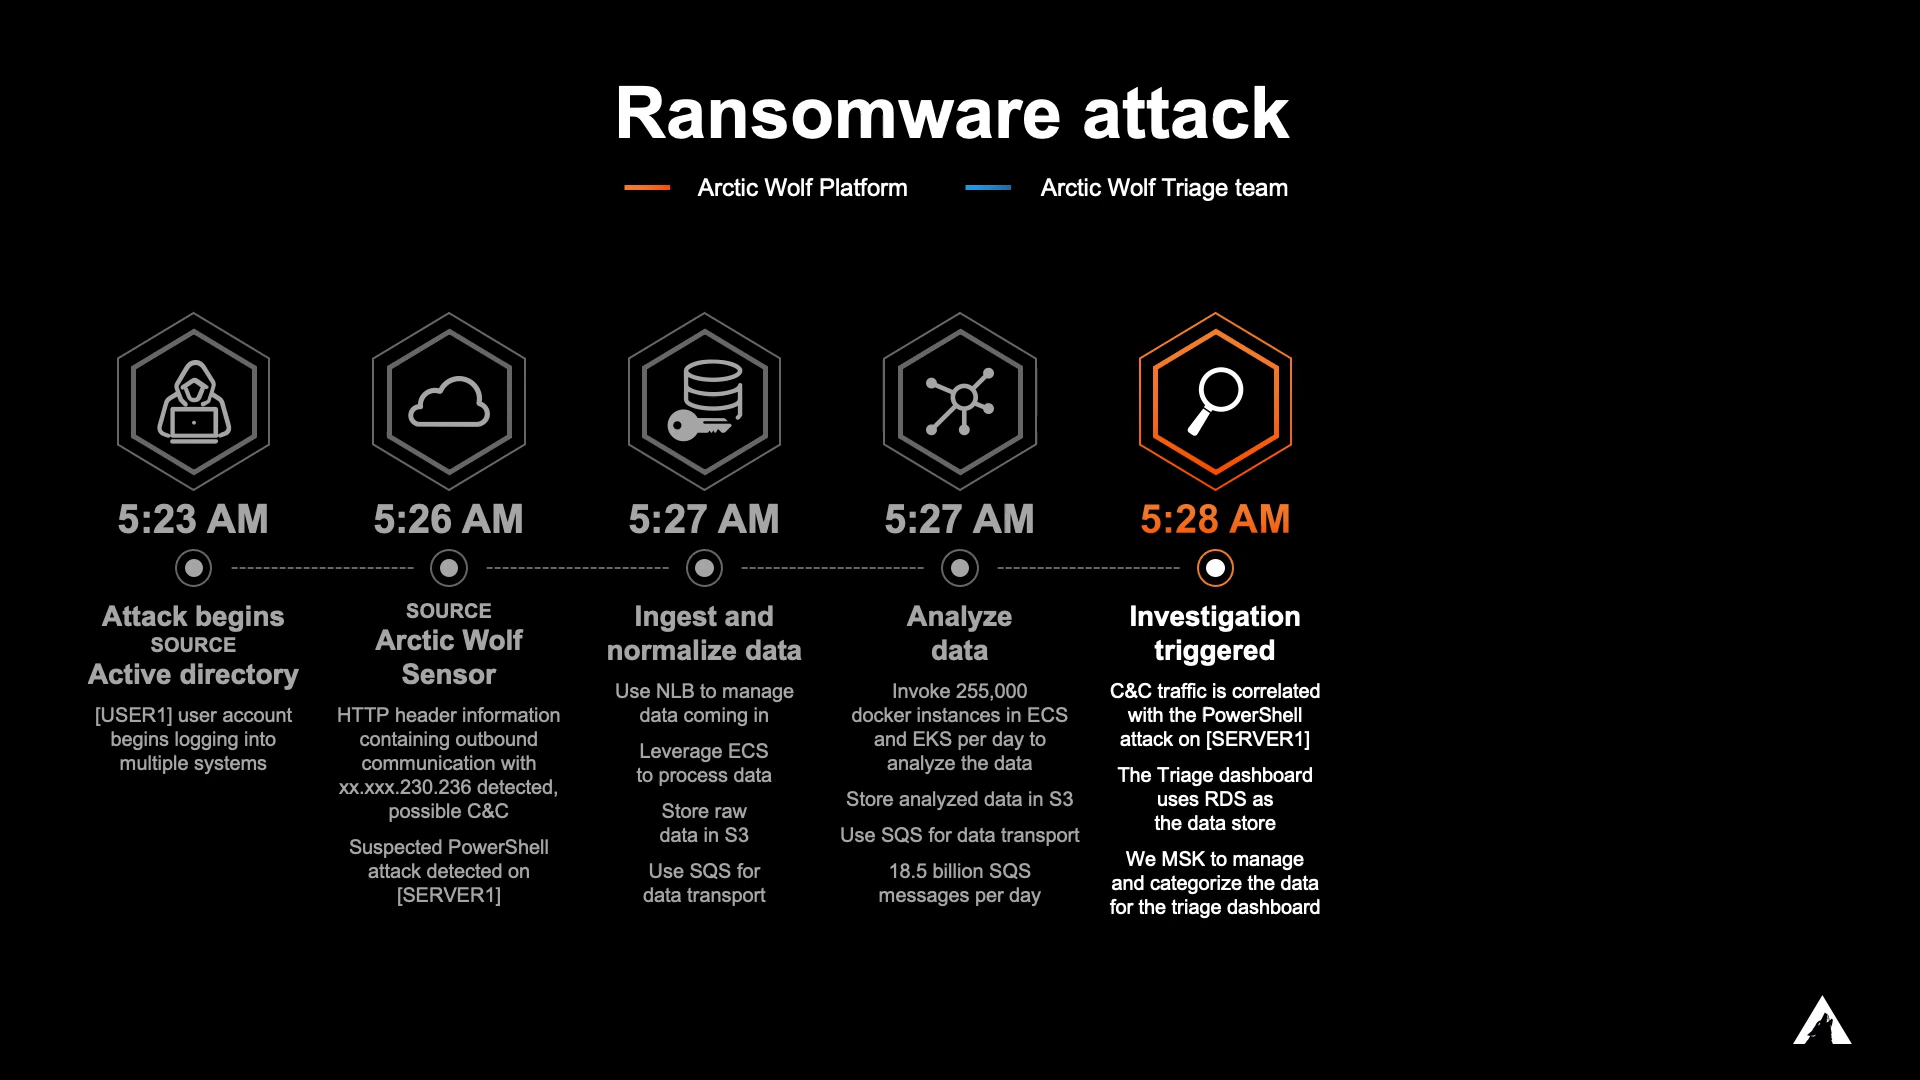 Ransomware attack
Arctic Wolf Platform
Arctic Wolf Triage team
5:23 AM
Attack begins
SOURCE
Active directory
[USER1] user account
begins logging into
multiple systems
5:26 AM
SOURCE
Arctic Wolf
Sensor
HTTP header information
containing outbound
communication with
xx.xxx.230.236 detected,
possible C&C
Suspected PowerShell
attack detected on
[SERVER1]
5:27 AM
Ingest and
normalize data
Use NLB to manage
data coming in
Leverage ECS
to process data
Store raw
data in S3
Use SQS for
data transport
5:27 AM
Analyze
data
Invoke 255,000
docker instances in ECS
and EKS per day to
analyze the data
Store analyzed data in S3
Use SQS for data transport
18.5 billion SQS
messages per day
5:28 AM
Investigation
triggered
C&C traffic is correlated
with the PowerShell
attack on [SERVER1]
The Triage dashboard
uses RDS as
the data store
We MSK to manage
and categorize the data
for the triage dashboard